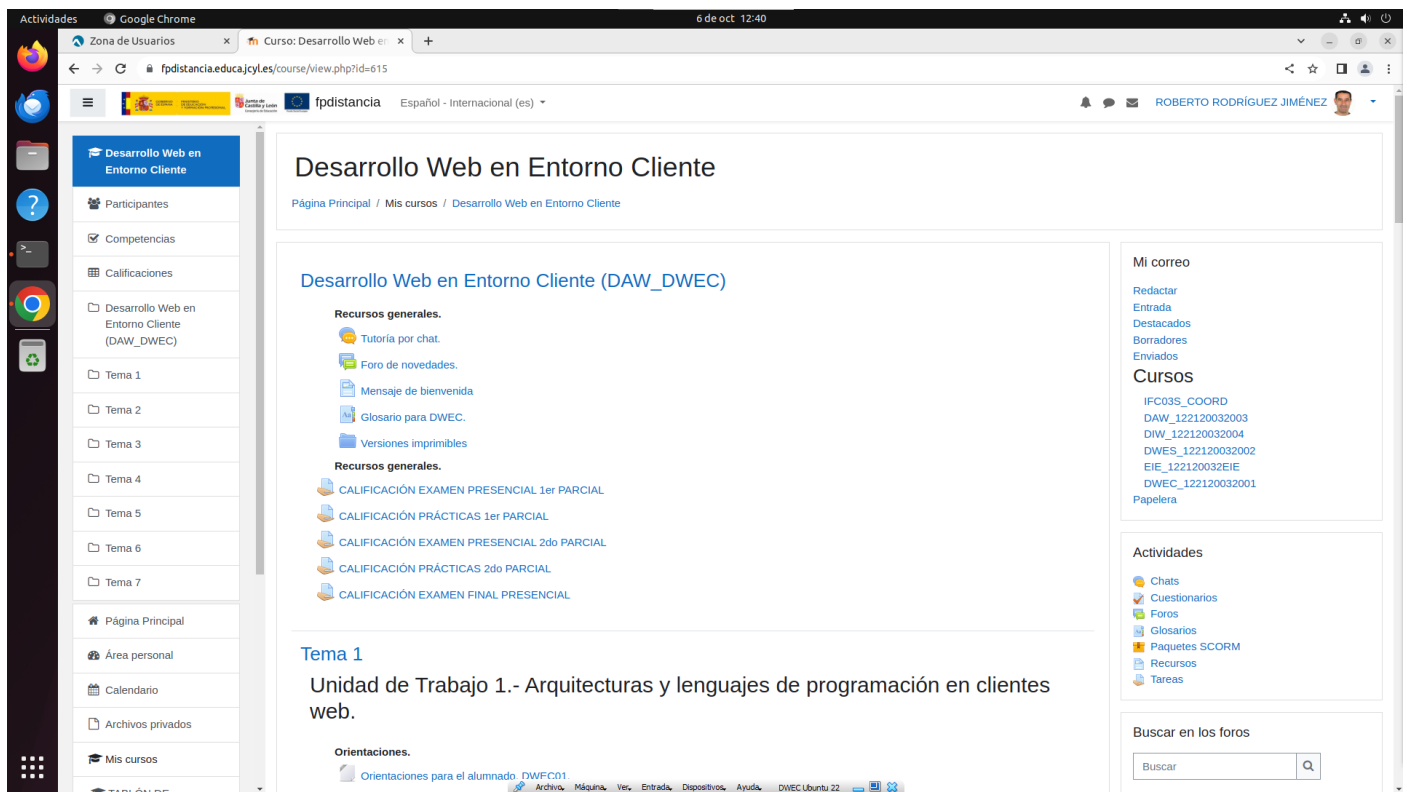 Actividades
Google Chrome
6 de oct 12:40
Zona de Usuarios
Curso: Desarrollo Web en
fpdistancia.educa.jcyl.es/course/view.php?id=615
Junta de
Castilla y León
fpdistancia
Español - Internacional (es)
ROBERTO RODRÍGUEZ JIMÉNEZ
Desarrollo Web en
Entorno Cliente
Participantes
Competencias
Calificaciones
Desarrollo Web en
Entorno Cliente
(DAW_DWEC)
Tema 1
Tema 2
Tema 3
Tema 4
Tema 5
Tema 6
Tema 7
Página Principal
Área personal
Calendario
Archivos privados
Mis cursos
TABLÓN DE
Desarrollo Web en Entorno Cliente
Página Principal / Mis cursos / Desarrollo Web en Entorno Cliente
Desarrollo Web en Entorno Cliente (DAW_DWEC)
Recursos generales.
Tutoría por chat.
Foro de novedades.
Mensaje de bienvenida
Glosario para DWEC.
Versiones imprimibles
Recursos generales.
CALIFICACIÓN EXAMEN PRESENCIAL 1er PARCIAL
CALIFICACIÓN PRÁCTICAS 1er PARCIAL
CALIFICACIÓN EXAMEN PRESENCIAL 2do PARCIAL
CALIFICACIÓN PRÁCTICAS 2do PARCIAL
CALIFICACIÓN EXAMEN FINAL PRESENCIAL
Tema 1
Unidad de Trabajo 1.- Arquitecturas y lenguajes de programación en clientes
web.
Orientaciones.
Orientaciones para el alumnado. DWEC01.
Mi correo
Redactar
Entrada
Destacados
Borradores
Enviados
Cursos
IFC03S_COORD
DAW_122120032003
DIW_122120032004
DWES_122120032002
EIE_122120032EIE
DWEC_122120032001
Papelera
Actividades
Chats
Cuestionarios
Foros
Glosarios
Paquetes SCORM
Recursos
Tareas
Buscar en los foros
Buscar
Archivo Máquina Ver Entrada Dispositivos Ayuda DWEC Ubuntu 22